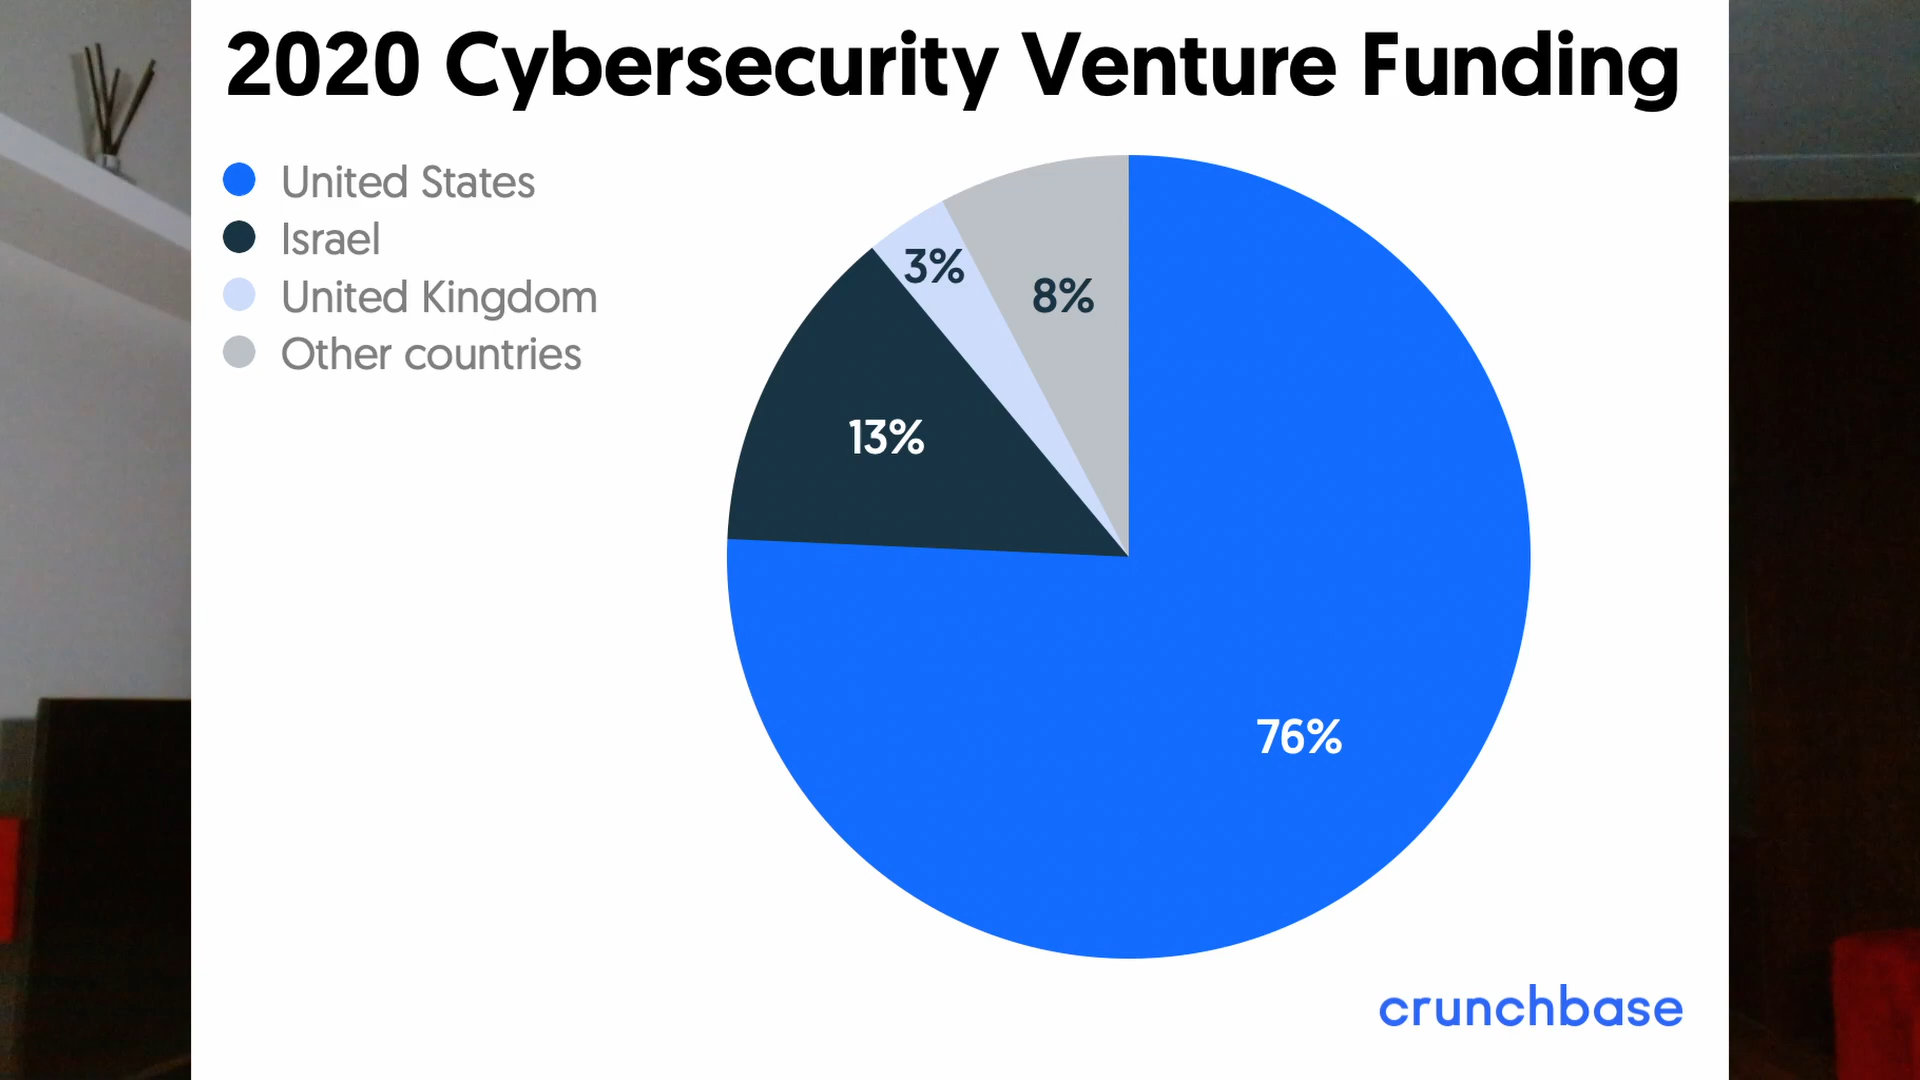 2020 Cybersecurity Venture Funding
United States
Israel
United Kingdom
Other countries
3%
8%
13%
76%
crunchbase